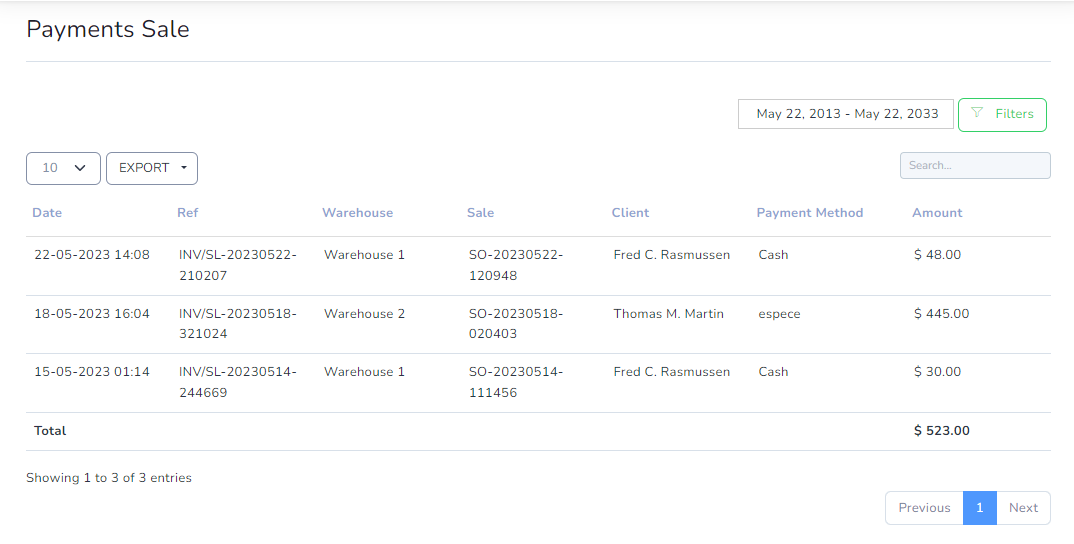 Payments Sale
May 22, 2013 - May 22, 2033 Filters
10 EXPORT Search...
Date Ref Warehouse Sale Client Payment Method Amount
22-05-2023 14:08 INV/SL-20230522- Warehouse 1 SO-20230522- Fred C. Rasmussen Cash $ 48.00
210207 120948
18-05-2023 16:04 INV/SL-20230518- Warehouse 2 SO-20230518- Thomas M. Martin espece $ 445.00
321024 020403
15-05-2023 01:14 INV/SL-20230514- Warehouse 1 SO-20230514- Fred C. Rasmussen Cash $ 30.00
244669 111456
Total $ 523.00
Showing 1 to 3 of 3 entries
Previous 1 Next